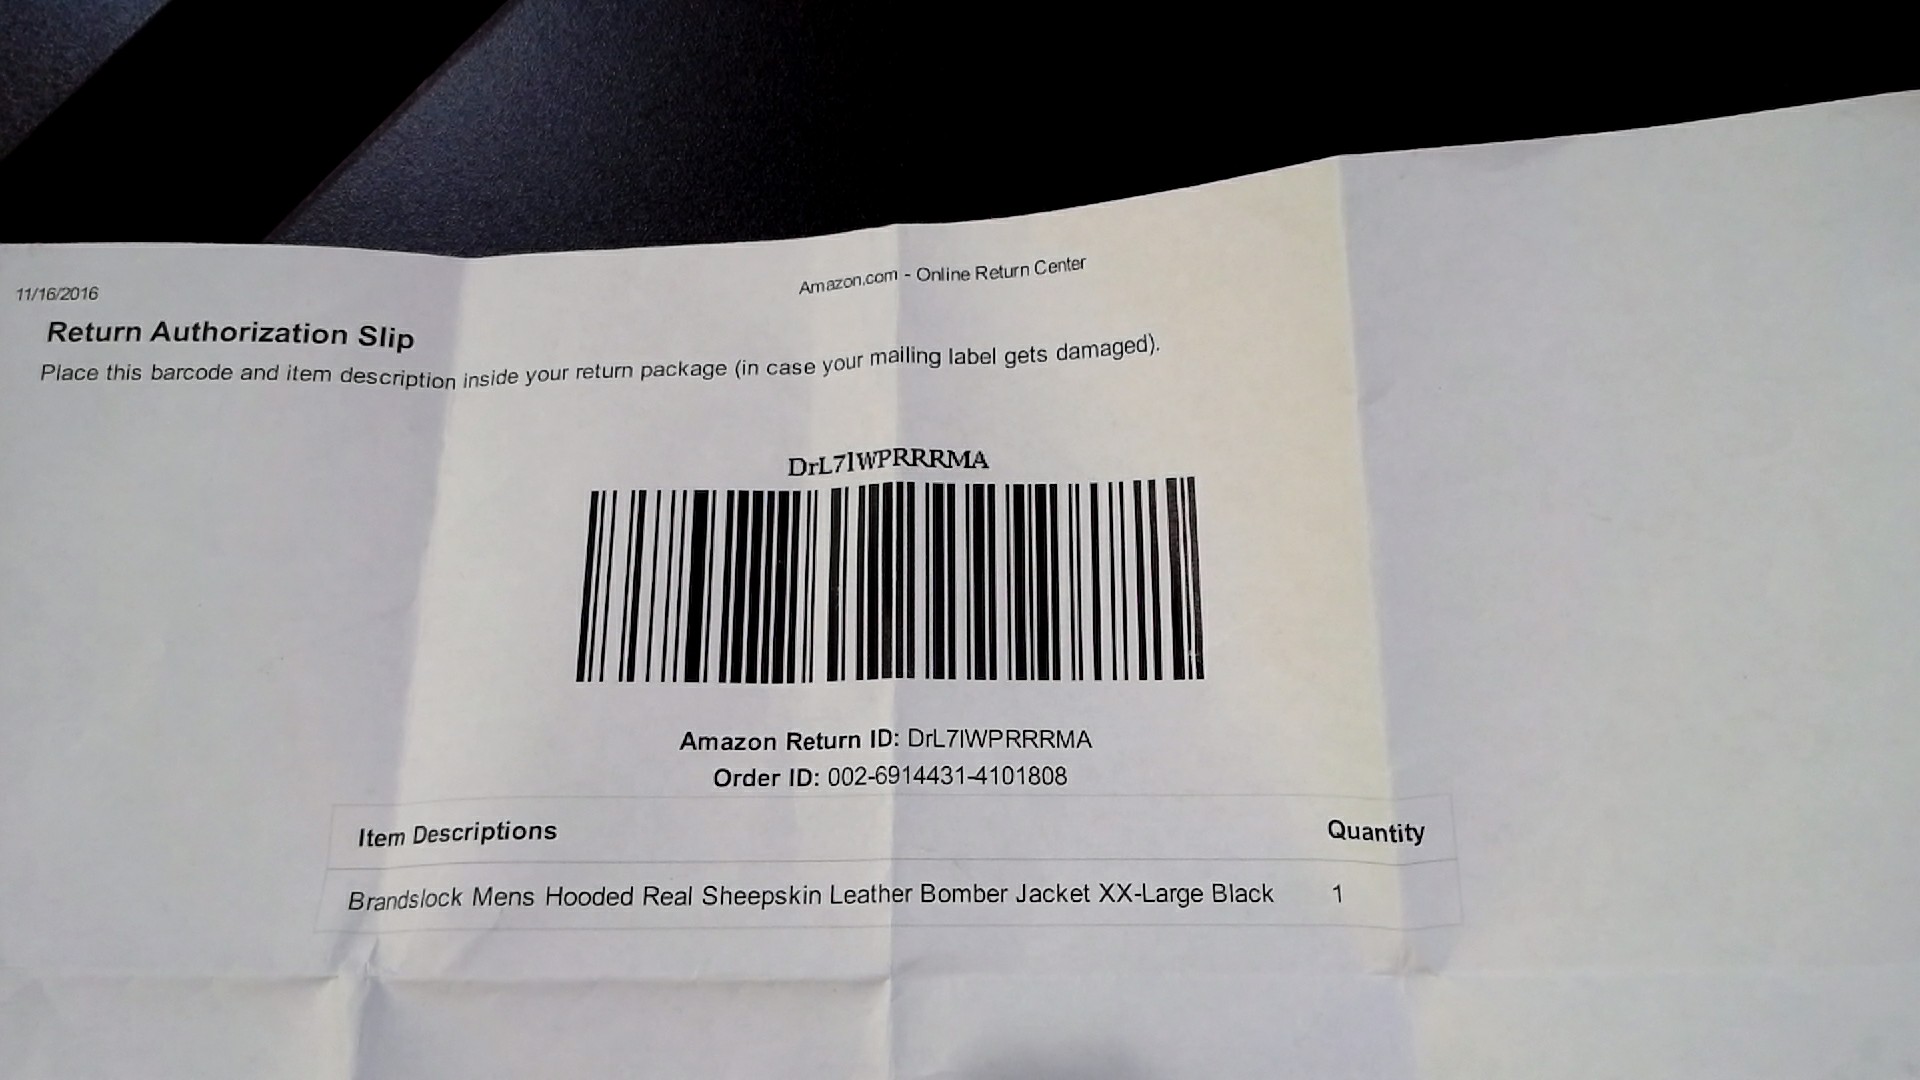 11/16/2016
Amazon.com - Online Return Center
Return Authorization Slip
Place this barcode and item description inside your return package (in case your mailing label gets damaged).
DrL7lWPRRRMA
Amazon Return ID: DrL7lWPRRRMA
Order ID: 002-6914431-4101808
Item Descriptions Quantity
Brandslock Mens Hooded Real Sheepskin Leather Bomber Jacket XX-Large Black 1